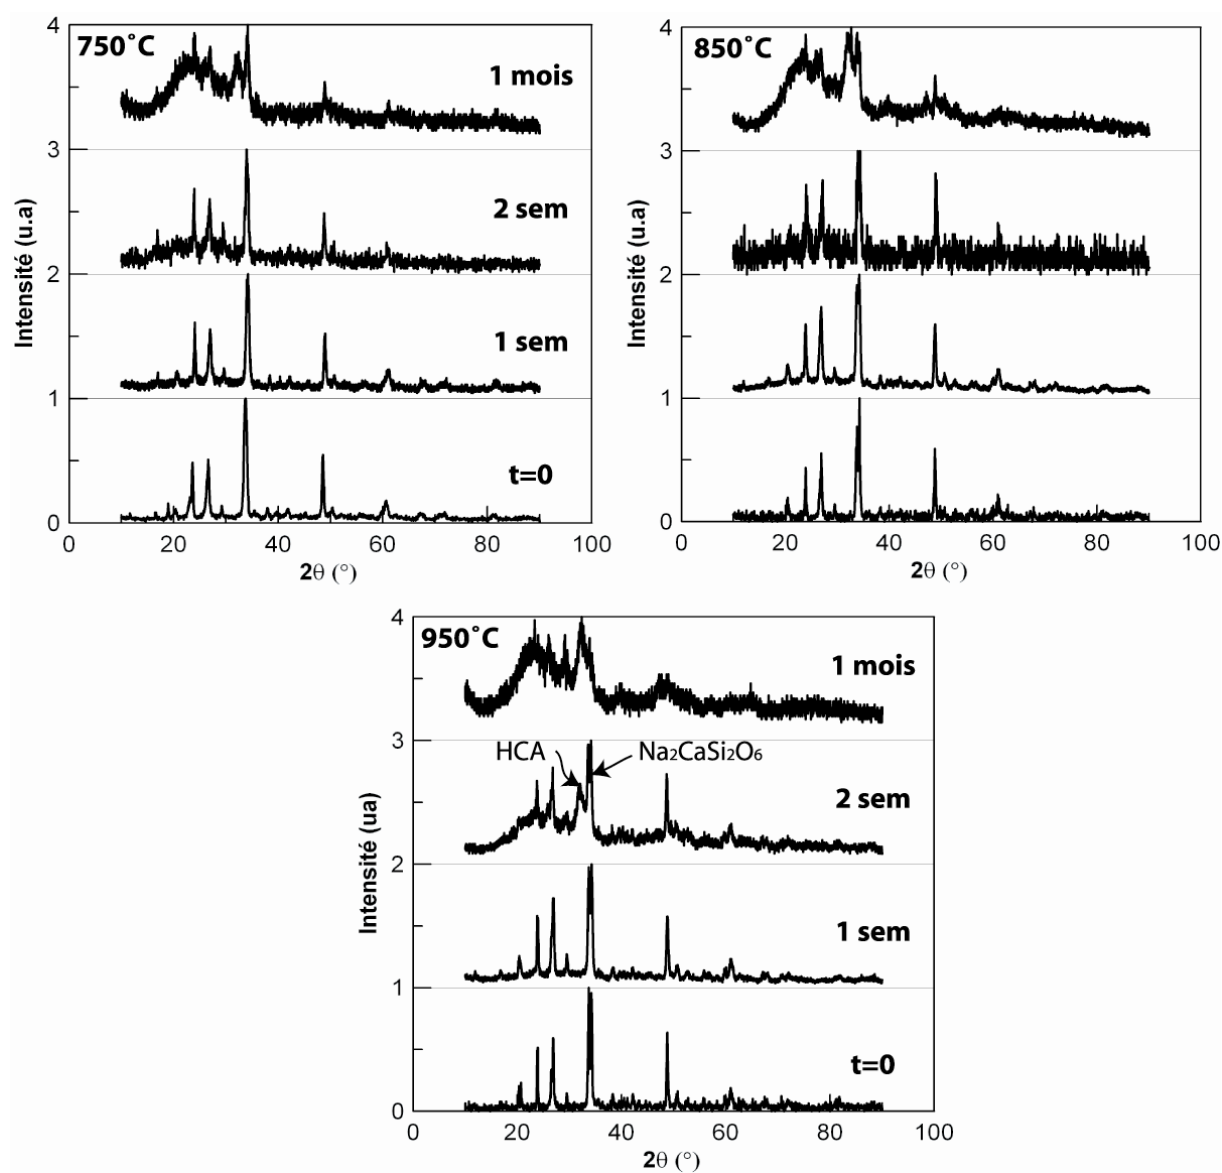 750°C
4
3
2
1
0
1 mois
2 sem
1 sem
t=0
Intensité (u.a)
0 20 40 60 80 100
2θ (°)
850°C
4
3
2
1
0
Intensité (u.a)
0 20 40 60 80 100
2θ (°)
950°C
4
3
2
1
0
1 mois
HCA
Na₂CaSi₂O₆
2 sem
1 sem
t=0
Intensité (ua)
0 20 40 60 80 100
2θ (°)